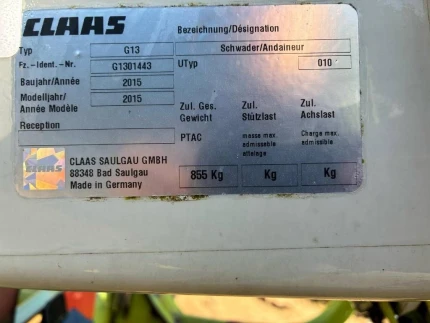 CLAAS
Bezeichnung/Désignation
Typ G13 Schwader/Andaineur
Fz.-Ident.-Nr. G1301443 UTyp 010
Baujahr/Année 2015
Modelljahr/
Année Modèle 2015
Reception
Zul. Ges.
Gewicht
PTAC
855 Kg
Zul.
Stützlast
masse max.
admissible
attelage
Kg
Zul.
Achslast
Charge max.
admissible
Kg
CLAAS
CLAAS SAULGAU GMBH
88348 Bad Saulgau
Made in Germany